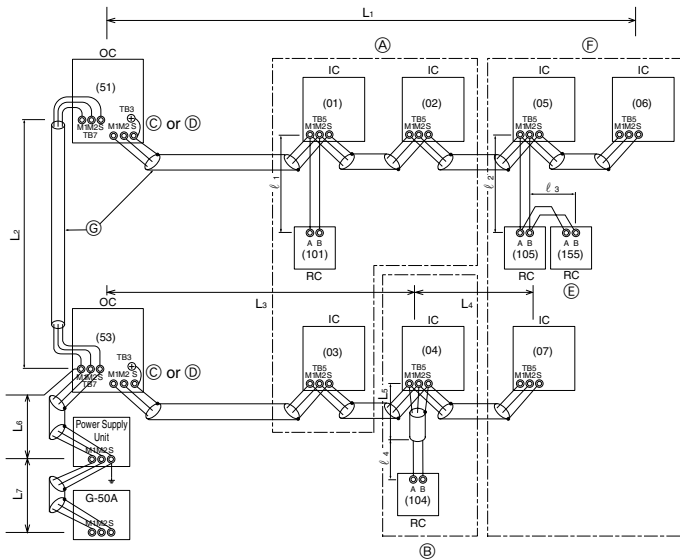 L1
Ⓐ Ⓕ
OC IC IC IC IC
(51) (01) (02) (05) (06)
TB3 TB5 TB5 TB5 TB5
Ⓒ or Ⓓ
M1M2S M1M2 S M1M2S M1M2S M1M2S M1M2S
TB7
ℓ1 ℓ2 ℓ3
L2
Ⓖ
A B A B A B
(101) (105) (155)
RC RC RC
Ⓔ
L3 L4
OC IC IC IC
(53) (03) (04) (07)
TB3 TB5 TB5 TB5
Ⓒ or Ⓓ
M1M2S M1M2 S M1M2S M1M2S M1M2S
TB7
L5
L6
Power Supply
Unit
M1M2S
ℓ4
L7
G-50A
M1M2S
A B
(104)
RC
Ⓑ